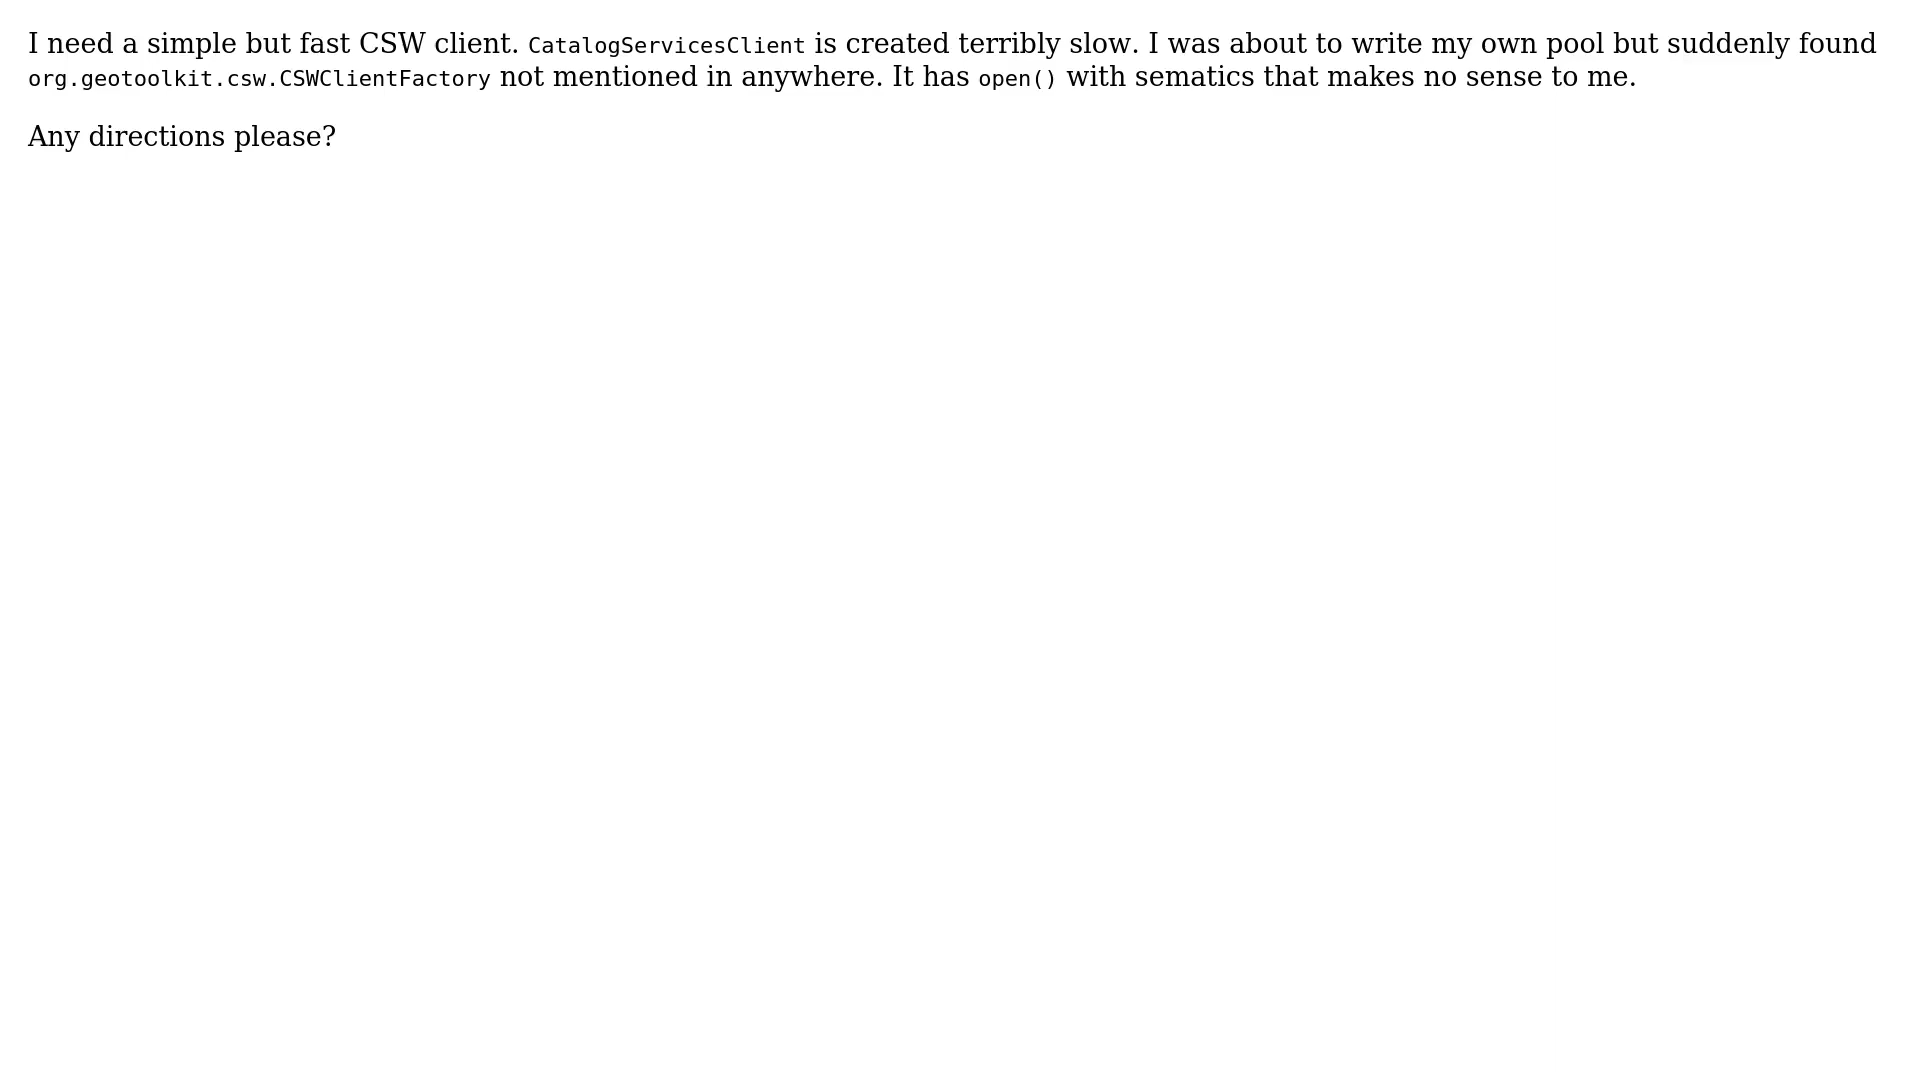 I need a simple but fast CSW client. CatalogServicesClient is created terribly slow. I was about to write my own pool but suddenly found
org.geotoolkit.csw.CSWClientFactory not mentioned in anywhere. It has open() with sematics that makes no sense to me.
Any directions please?